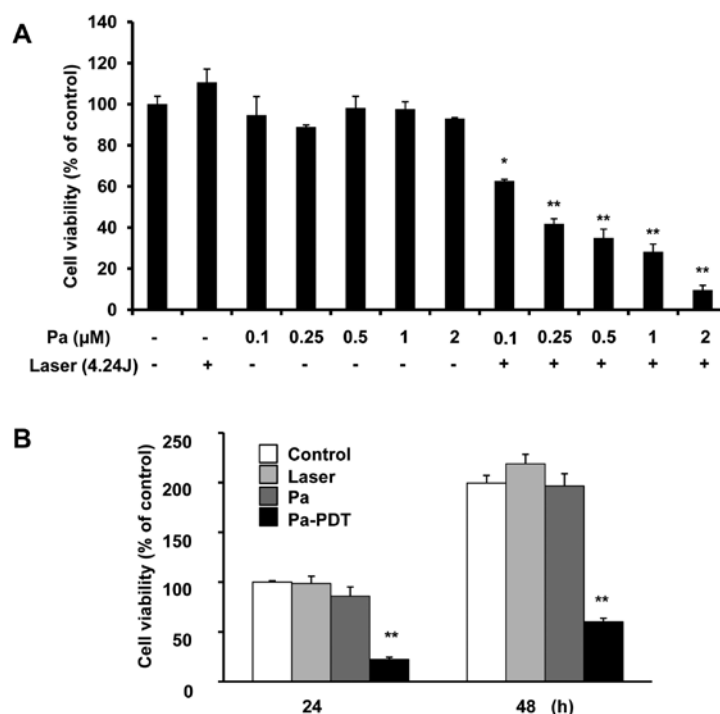 A
Cell viability (% of control)
140
120
100
80
60
40
20
0
*
**
**
**
**
Pa (μM) - - 0.1 0.25 0.5 1 2 0.1 0.25 0.5 1 2
Laser (4.24J) - + - - - - - + + + + +
B
Cell viability (% of control)
250
200
150
100
50
0
Control
Laser
Pa
Pa-PDT
**
**
24 48 (h)